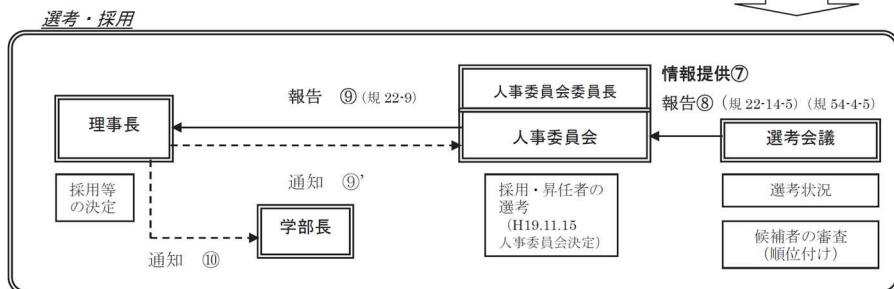 選考・採用
人事委員会委員長
情報提供⑦
報告 ⑨(規 22-9)
報告⑧(規 22-14-5)(規 54-4-5)
理事長
人事委員会
選考会議
通知 ⑨’
採用等
の決定
採用・昇任者の
選考
(H19.11.15
人事委員会決定)
選考状況
学部長
候補者の審査
(順位付け)
通知 ⑩